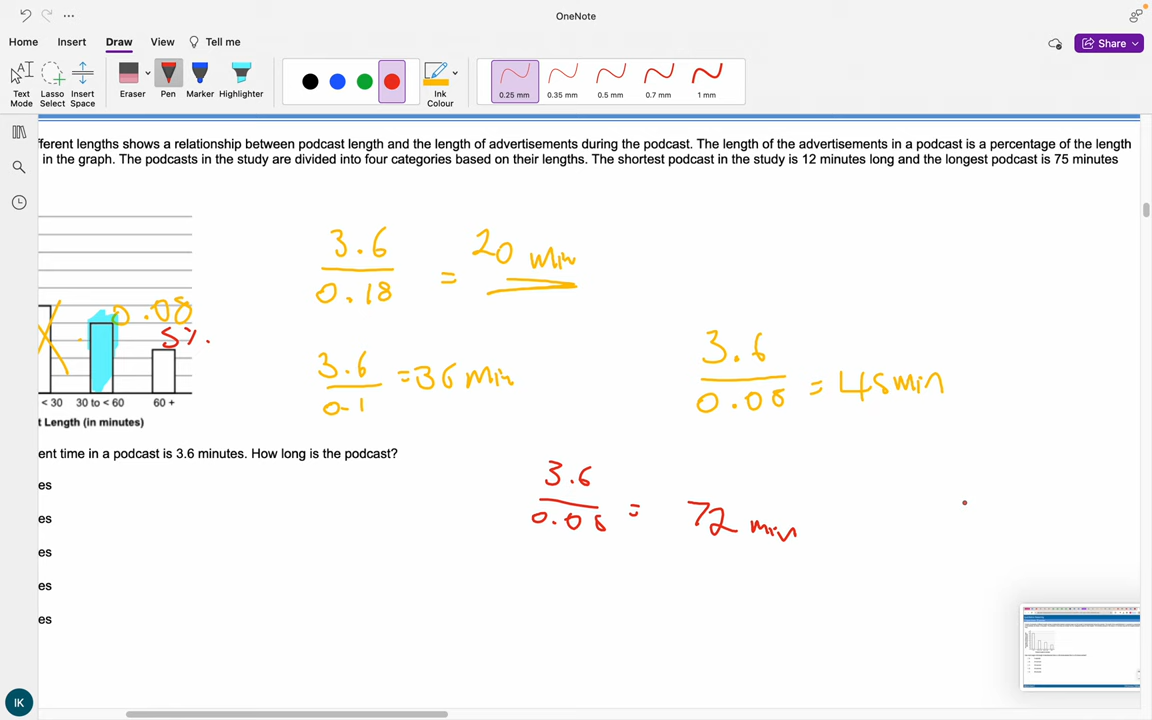 OneNote
Home Insert Draw View Tell me
Share
Text Mode
Lasso Select
Insert Space
Eraser
Pen
Marker
Highlighter
Ink Colour
0.25 mm
0.35 mm
0.5 mm
0.7 mm
1 mm
fferent lengths shows a relationship between podcast length and the length of advertisements during the podcast. The length of the advertisements in a podcast is a percentage of the length
in the graph. The podcasts in the study are divided into four categories based on their lengths. The shortest podcast in the study is 12 minutes long and the longest podcast is 75 minutes
3.6
0.18
= 20 min
0.08
5%.
3.6
0.1
=36 min
3.6
0.08
= 45min
< 30 30 to < 60 60 +
t Length (in minutes)
ent time in a podcast is 3.6 minutes. How long is the podcast?
es
es
es
es
es
3.6
= 72 min
IK